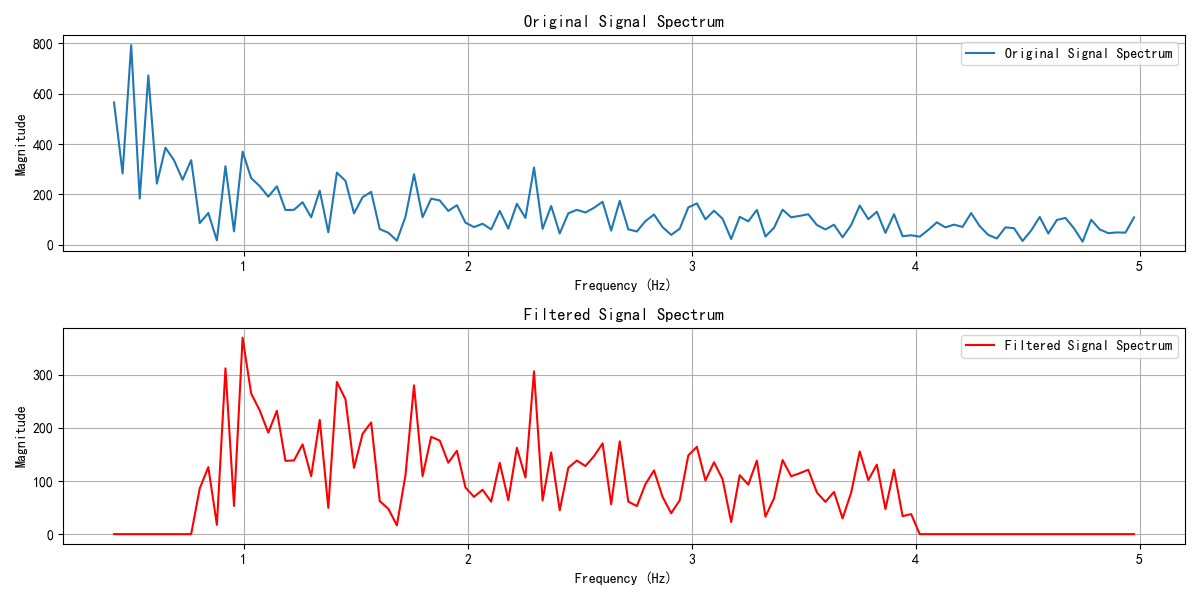 Original Signal Spectrum
800
600
400
200
0
Magnitude
Original Signal Spectrum
1 2 3 4 5
Frequency (Hz)
Filtered Signal Spectrum
300
200
100
0
Magnitude
Filtered Signal Spectrum
1 2 3 4 5
Frequency (Hz)